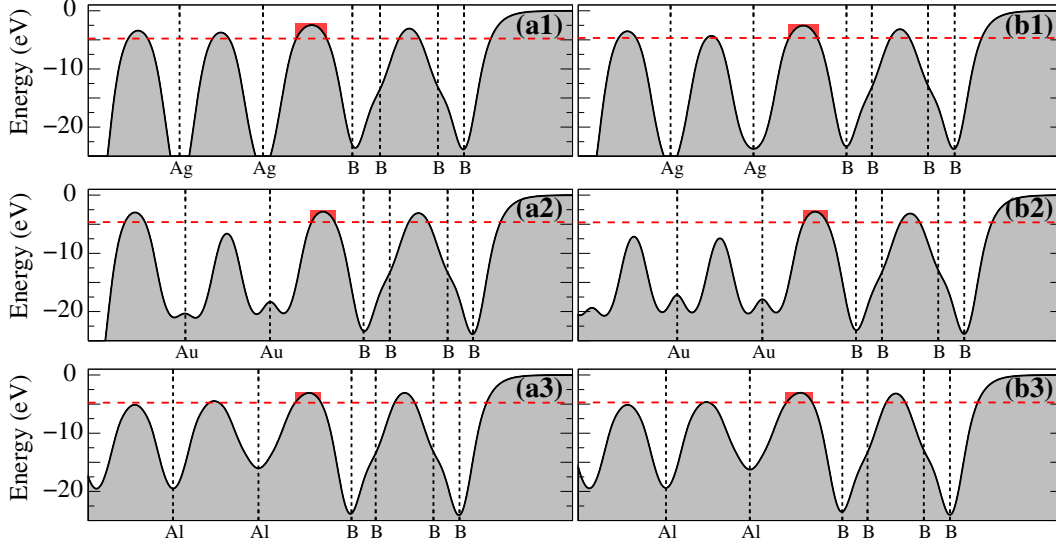 0
−10
−20
Energy (eV)
(a1)
(b1)
Ag Ag B B B B
Ag Ag B B B B
0
−10
−20
Energy (eV)
(a2)
(b2)
Au Au B B B B
Au Au B B B B
0
−10
−20
Energy (eV)
(a3)
(b3)
Al Al B B B B
Al Al B B B B